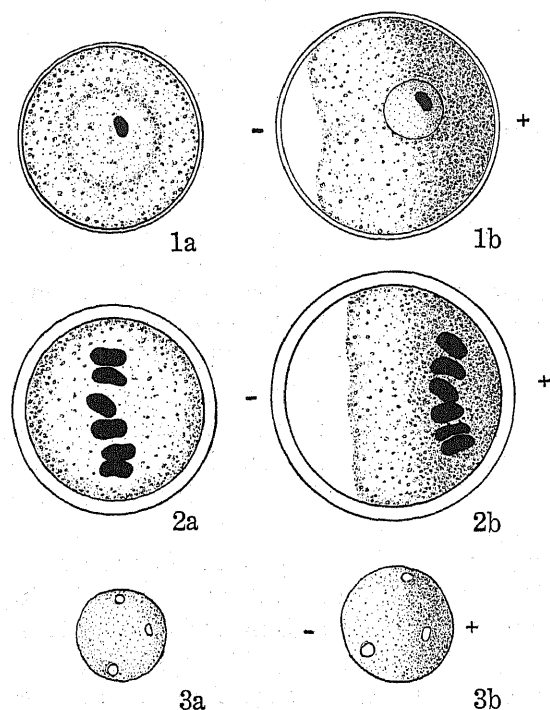 - +
1a 1b
- +
2a 2b
- +
3a 3b